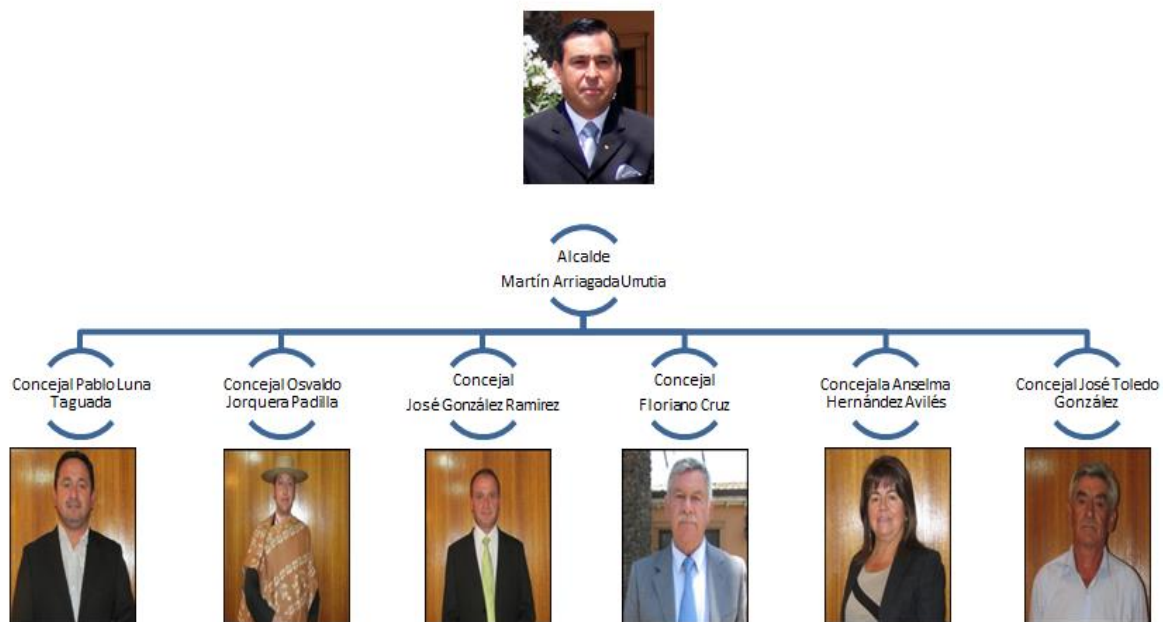 Alcalde
Martín Arriagada Urrutia
Concejal Pablo Luna
Taguada
Concejal Osvaldo
Jorquera Padilla
Concejal
José González Ramirez
Concejal
Floriano Cruz
Concejala Anselma
Hernández Avilés
Concejal José Toledo
González